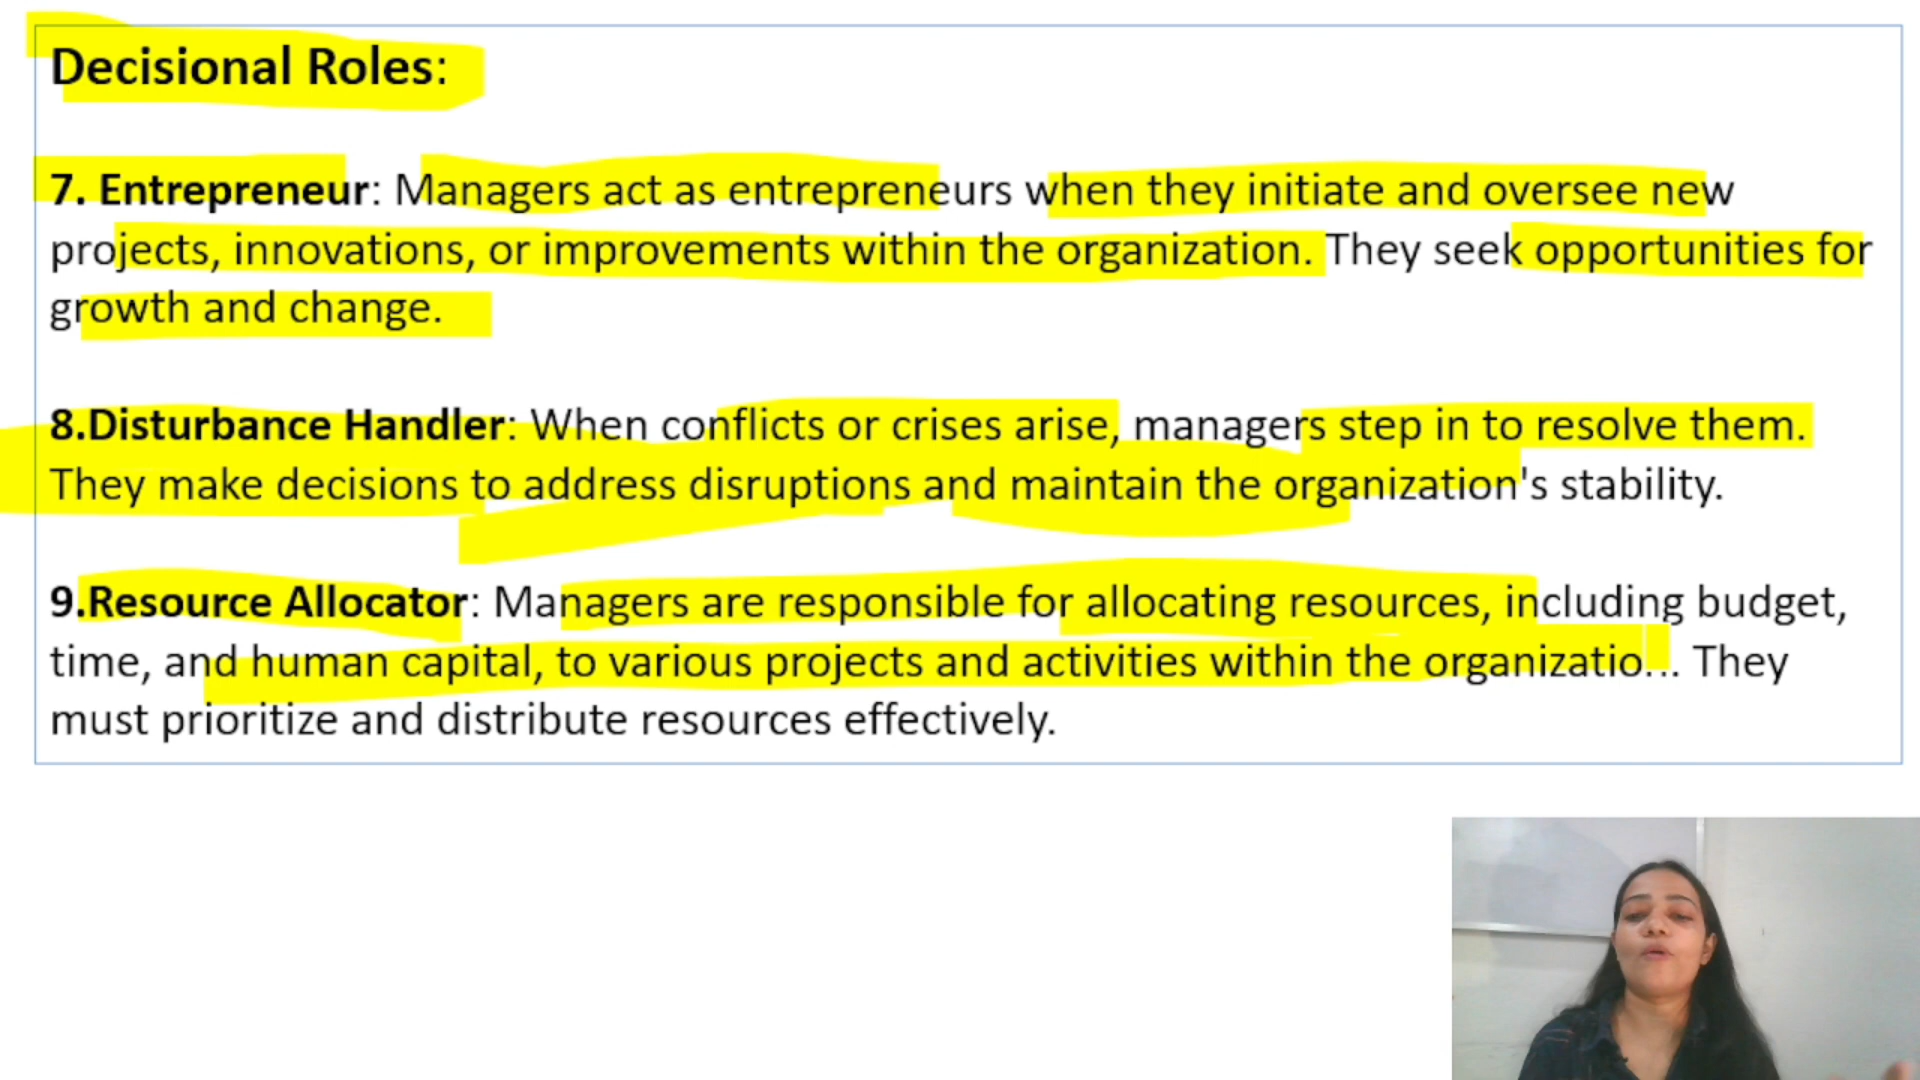 Decisional Roles:
7. Entrepreneur: Managers act as entrepreneurs when they initiate and oversee new
projects, innovations, or improvements within the organization. They seek opportunities for
growth and change.
8.Disturbance Handler: When conflicts or crises arise, managers step in to resolve them.
They make decisions to address disruptions and maintain the organization's stability.
9.Resource Allocator: Managers are responsible for allocating resources, including budget,
time, and human capital, to various projects and activities within the organizatio... They
must prioritize and distribute resources effectively.